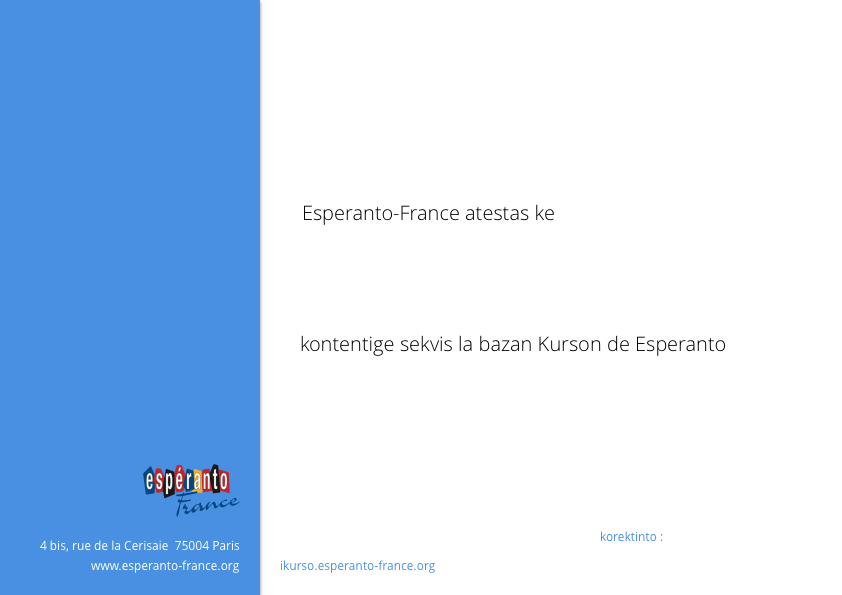 Esperanto-France atestas ke
kontentige sekvis la bazan Kurson de Esperanto
espéranto
France
4 bis, rue de la Cerisaie 75004 Paris
www.esperanto-france.org
korektinto :
ikurso.esperanto-france.org